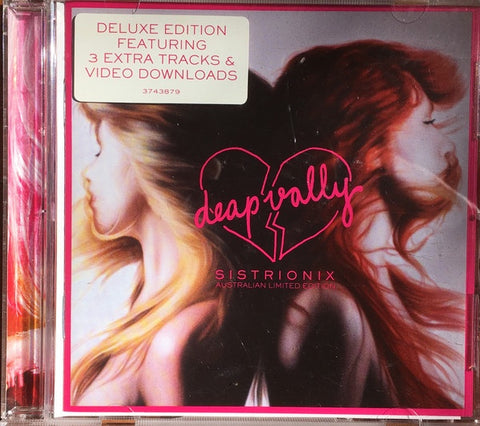 DELUXE EDITION
FEATURING
3 EXTRA TRACKS &
VIDEO DOWNLOADS
3743879
deap vally
SISTRIONIX
AUSTRALIAN LIMITED EDITION